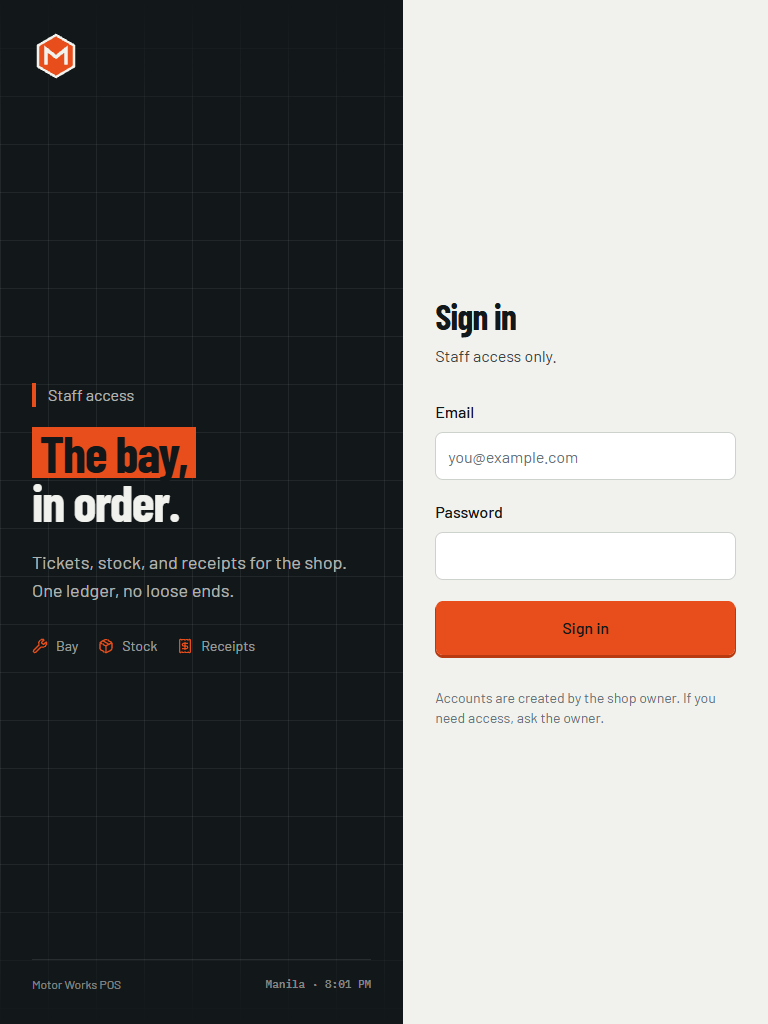 M
Staff access
The bay,
in order.
Tickets, stock, and receipts for the shop.
One ledger, no loose ends.
Bay Stock Receipts
Motor Works POS
Manila · 8:01 PM
Sign in
Staff access only.
Email
you@example.com
Password
Sign in
Accounts are created by the shop owner. If you
need access, ask the owner.